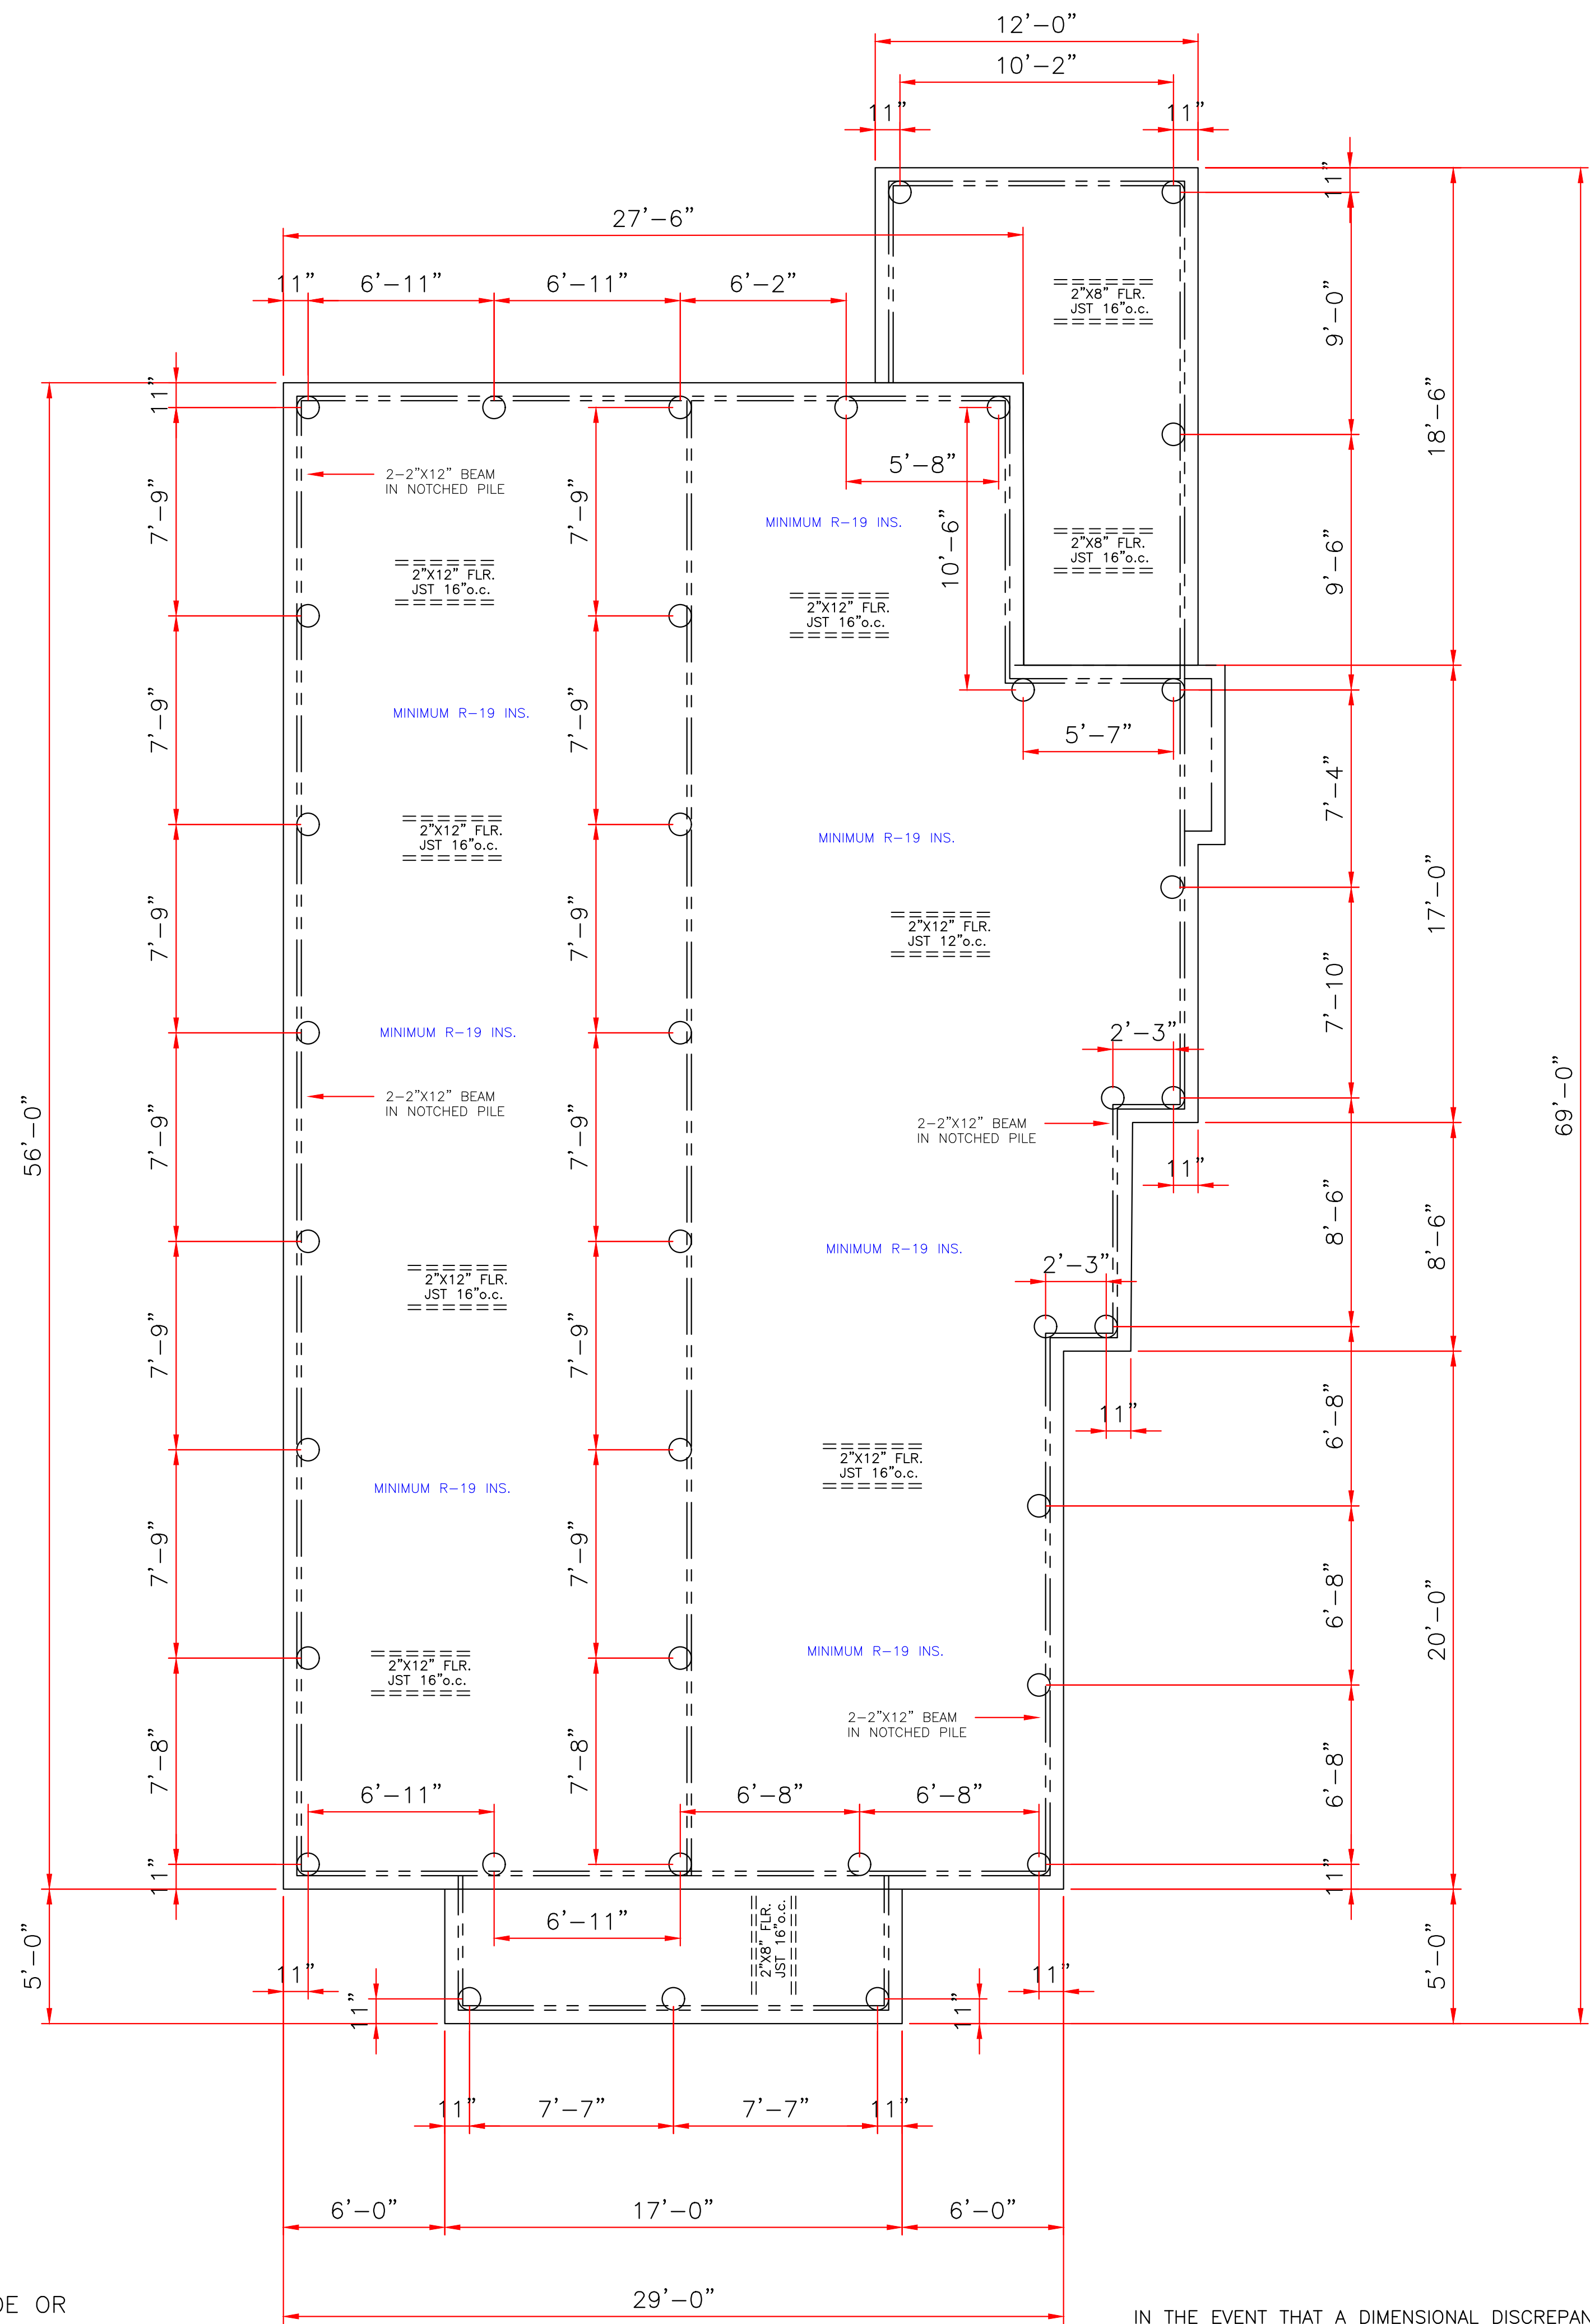 12'-0"
10'-2"
11" 11"
11"
27'-6"
11" 6'-11" 6'-11" 6'-2"
2"X8" FLR.
JST 16"o.c.
9'-0"
11"
18'-6"
5'-8"
2-2"X12" BEAM
IN NOTCHED PILE
7'-9" 7'-9"
MINIMUM R-19 INS.
10'-6"
2"X8" FLR.
JST 16"o.c.
9'-6"
2"X12" FLR.
JST 16"o.c.
2"X12" FLR.
JST 16"o.c.
MINIMUM R-19 INS.
7'-9" 7'-9"
5'-7"
7'-4"
2"X12" FLR.
JST 16"o.c.
MINIMUM R-19 INS.
17'-0"
7'-9" 7'-9"
2"X12" FLR.
JST 12"o.c.
7'-10"
MINIMUM R-19 INS.
2'-3"
2-2"X12" BEAM
IN NOTCHED PILE
56'-0"
69'-0"
7'-9" 7'-9"
2-2"X12" BEAM
IN NOTCHED PILE
11"
8'-6"
8'-6"
MINIMUM R-19 INS.
2'-3"
2"X12" FLR.
JST 16"o.c.
7'-9" 7'-9"
6'-8"
11"
2"X12" FLR.
JST 16"o.c.
MINIMUM R-19 INS.
7'-9" 7'-9"
6'-8"
20'-0"
MINIMUM R-19 INS.
2"X12" FLR.
JST 16"o.c.
2-2"X12" BEAM
IN NOTCHED PILE
7'-8" 7'-8"
6'-8"
6'-11" 6'-8" 6'-8"
11" 11"
6'-11"
2"X8" FLR.
JST 16"o.c.
5'-0" 5'-0"
11" 11"
11" 11"
11" 7'-7" 7'-7" 11"
6'-0" 17'-0" 6'-0"
29'-0"
DE OR
IN THE EVENT THAT A DIMENSIONAL DISCREPAN